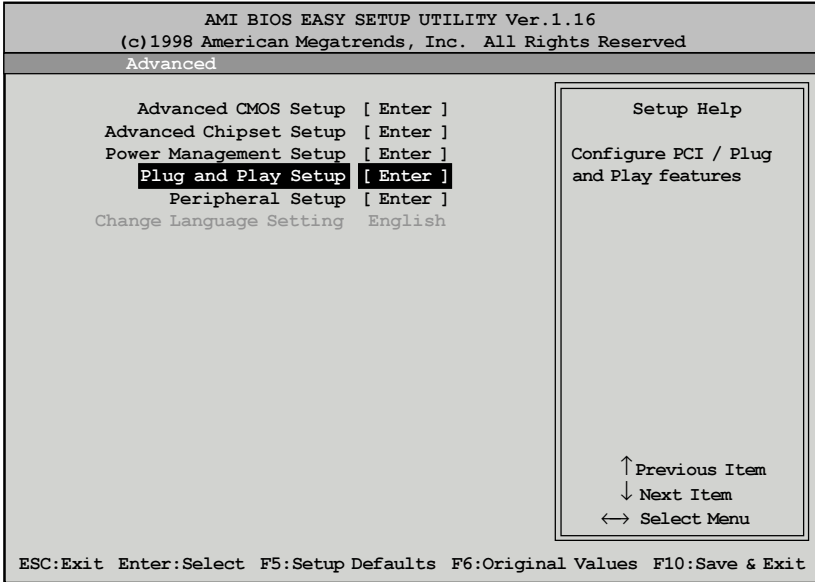 AMI BIOS EASY SETUP UTILITY Ver.1.16
(c)1998 American Megatrends, Inc. All Rights Reserved
Advanced
Advanced CMOS Setup [ Enter ]
Advanced Chipset Setup [ Enter ]
Power Management Setup [ Enter ]
Plug and Play Setup [ Enter ]
Peripheral Setup [ Enter ]
Change Language Setting English
Setup Help
Configure PCI / Plug
and Play features
↑ Previous Item
↓ Next Item
←→ Select Menu
ESC:Exit Enter:Select F5:Setup Defaults F6:Original Values F10:Save & Exit